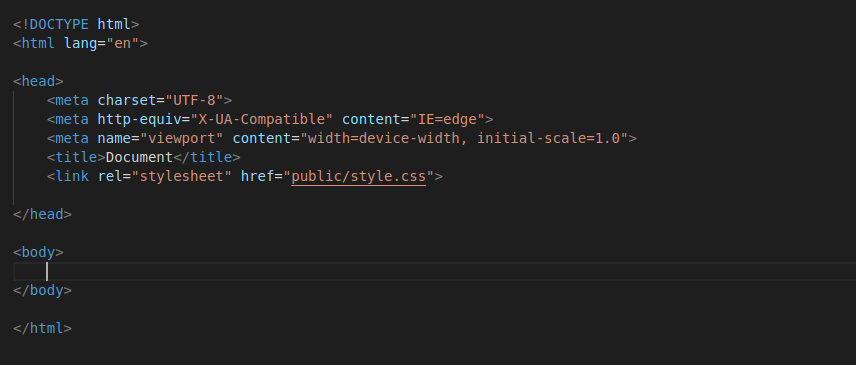 <!DOCTYPE html>
<html lang="en">
<head>
<meta charset="UTF-8">
<meta http-equiv="X-UA-Compatible" content="IE=edge">
<meta name="viewport" content="width=device-width, initial-scale=1.0">
<title>Document</title>
<link rel="stylesheet" href="public/style.css">
</head>
<body>
</body>
</html>